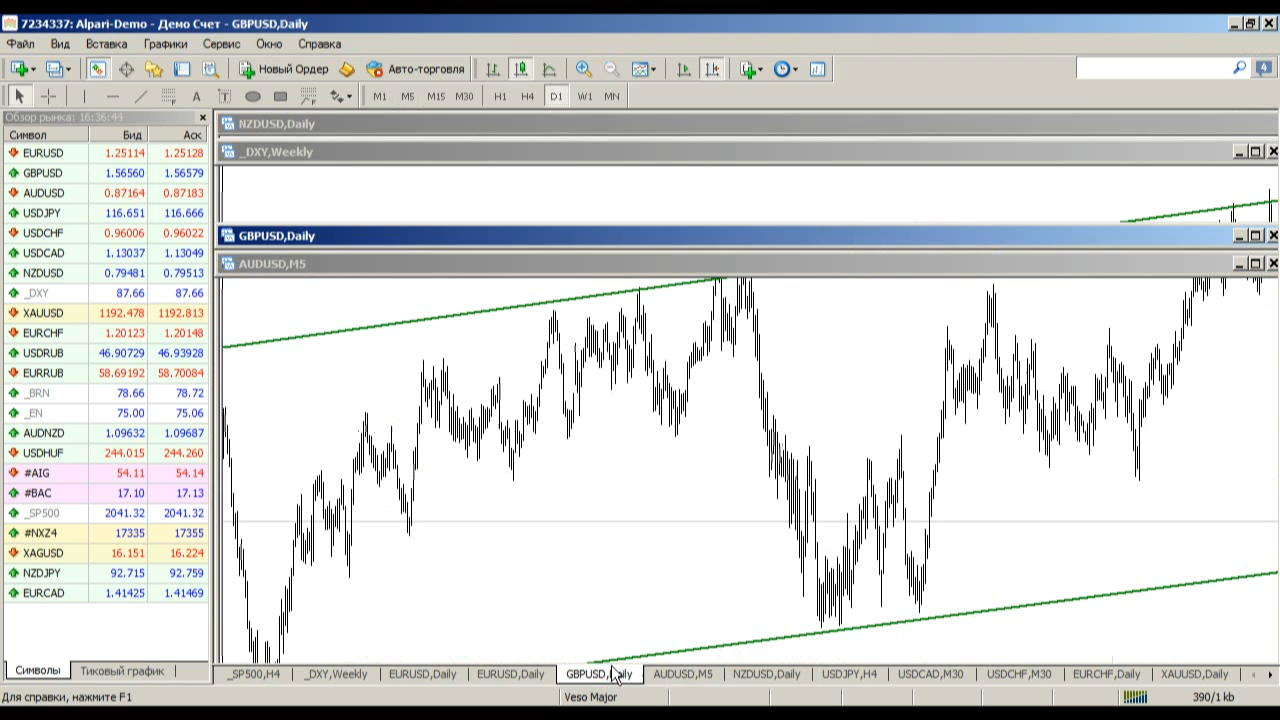 7234337: Alpari-Demo - Демо Счет - GBPUSD,Daily
Файл Вид Вставка Графики Сервис Окно Справка
Новый Ордер Авто-торговля 4
A T M1 M5 M15 M30 H1 H4 D1 W1 MN
Обзор рынка: 16:36:44
Символ Бид Аск
EURUSD 1.25114 1.25128
GBPUSD 1.56560 1.56579
AUDUSD 0.87164 0.87183
USDJPY 116.651 116.666
USDCHF 0.96006 0.96022
USDCAD 1.13037 1.13049
NZDUSD 0.79481 0.79513
_DXY 87.66 87.66
XAUUSD 1192.478 1192.813
EURCHF 1.20123 1.20148
USDRUB 46.90729 46.93928
EURRUB 58.69192 58.70084
_BRN 78.66 78.72
_EN 75.00 75.06
AUDNZD 1.09632 1.09687
USDHUF 244.015 244.260
#AIG 54.11 54.14
#BAC 17.10 17.13
_SP500 2041.32 2041.32
#NXZ4 17335 17355
XAGUSD 16.151 16.224
NZDJPY 92.715 92.759
EURCAD 1.41425 1.41469
Символы Тиковый график
NZDUSD,Daily
_DXY,Weekly
GBPUSD,Daily
AUDUSD,M5
_SP500,H4 _DXY,Weekly EURUSD,Daily EURUSD,Daily GBPUSD,Daily AUDUSD,M5 NZDUSD,Daily USDJPY,H4 USDCAD,M30 USDCHF,M30 EURCHF,Daily XAUUSD,Daily
Для справки, нажмите F1 Veso Major 390/1 kb